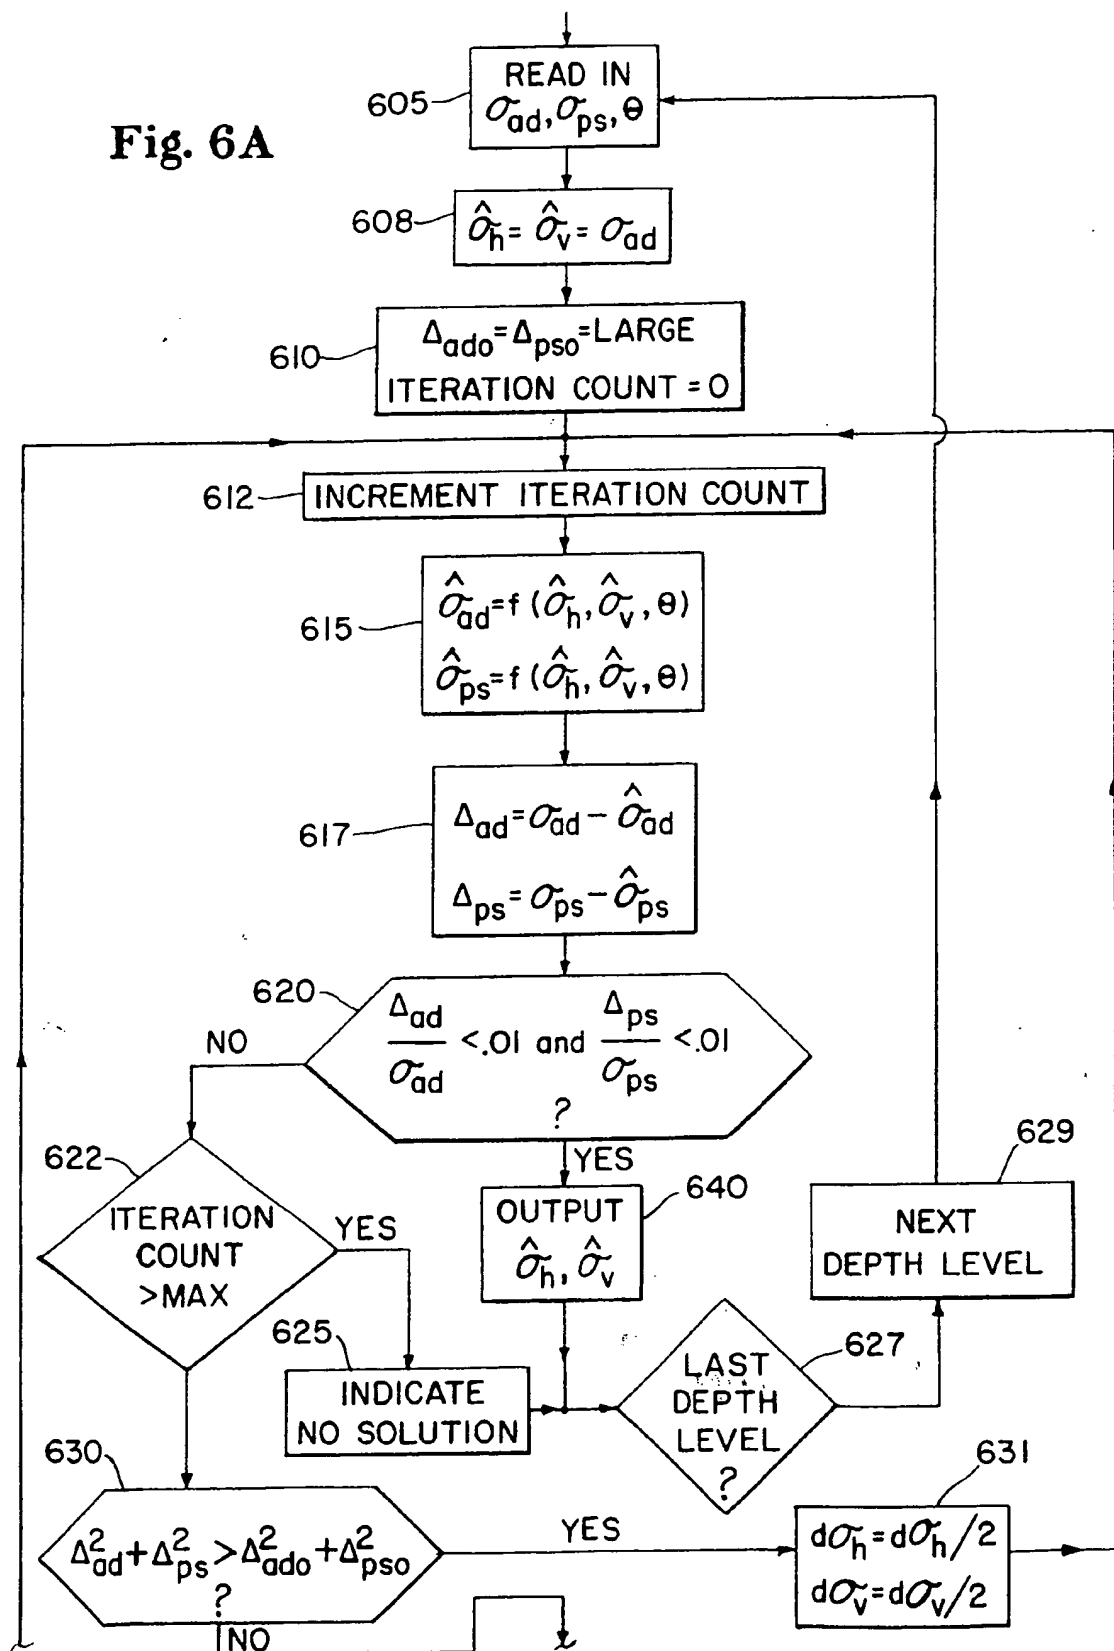 Fig. 6A
605
READ IN
σad, σps, θ
608
σ̂h = σ̂v = σad
610
Δado = Δpso = LARGE
ITERATION COUNT = 0
612
INCREMENT ITERATION COUNT
615
σ̂ad = f (σ̂h, σ̂v, θ)
σ̂ps = f (σ̂h, σ̂v, θ)
617
Δad = σad − σ̂ad
Δps = σps − σ̂ps
620
Δad/σad <.01 and Δps/σps <.01
?
NO
YES
622
ITERATION
COUNT
>MAX
YES
640
OUTPUT
σ̂h, σ̂v
629
NEXT
DEPTH LEVEL
625
INDICATE
NO SOLUTION
627
LAST
DEPTH
LEVEL
?
630
Δ²ad + Δ²ps > Δ²ado + Δ²pso
?
YES
NO
631
dσh = dσh/2
dσv = dσv/2